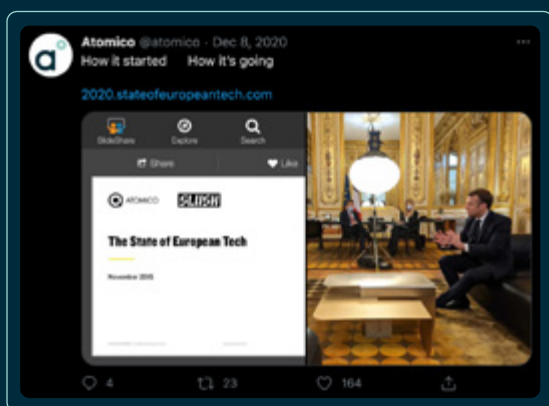 Atomico @atomico · Dec 8, 2020
How it started How it's going
2020.stateofeuropeantech.com
SlideShare Explore Search
Share Like
ATOMICO SLUSH
The State of European Tech
November 2015
4 23 164